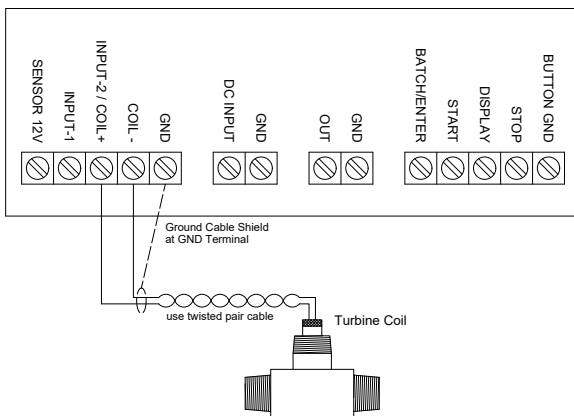 SENSOR 12V
INPUT-1
INPUT-2 / COIL+
COIL -
GND
DC INPUT
GND
OUT
GND
BATCH/ENTER
START
DISPLAY
STOP
BUTTON GND
Ground Cable Shield
at GND Terminal
use twisted pair cable
Turbine Coil